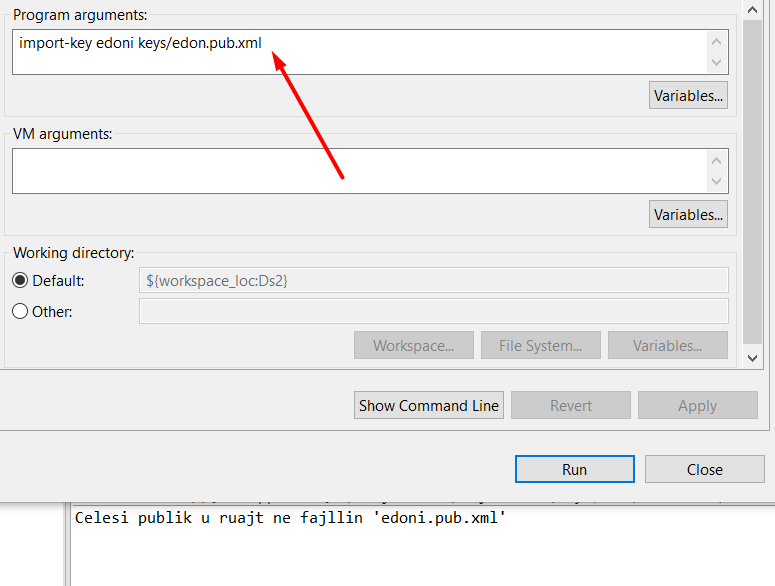 Program arguments:
import-key edoni keys/edon.pub.xml
Variables...
VM arguments:
Variables...
Working directory:
Default:
${workspace_loc:Ds2}
Other:
Workspace... File System... Variables...
Show Command Line Revert Apply
Run Close
Celesi publik u ruajt ne fajllin 'edoni.pub.xml'